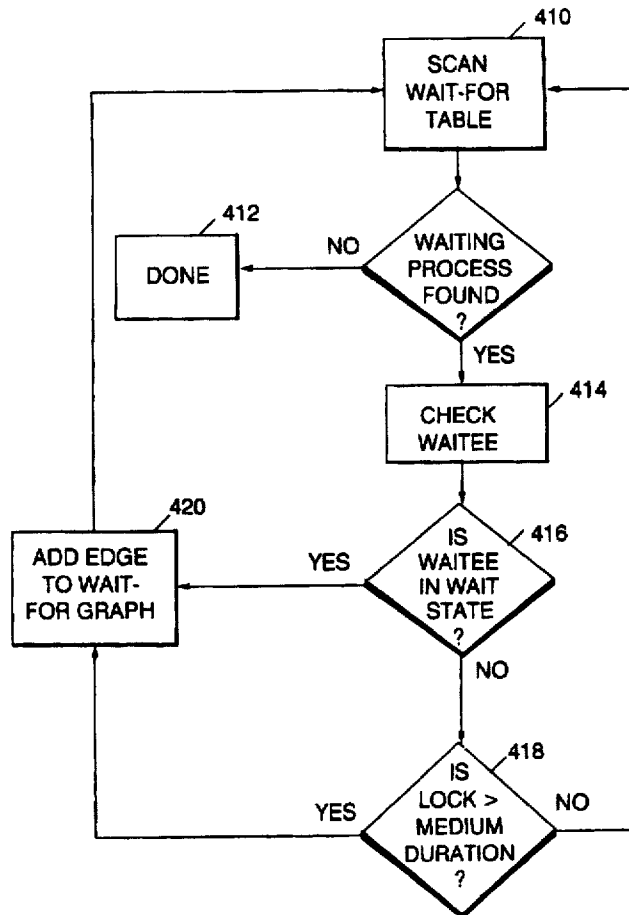 410
SCAN
WAIT-FOR
TABLE
412
NO
DONE
WAITING
PROCESS
FOUND
?
YES
414
CHECK
WAITEE
420
ADD EDGE
TO WAIT-
FOR GRAPH
YES
416
IS
WAITEE
IN WAIT
STATE
?
NO
418
YES
IS
LOCK >
MEDIUM
DURATION
?
NO